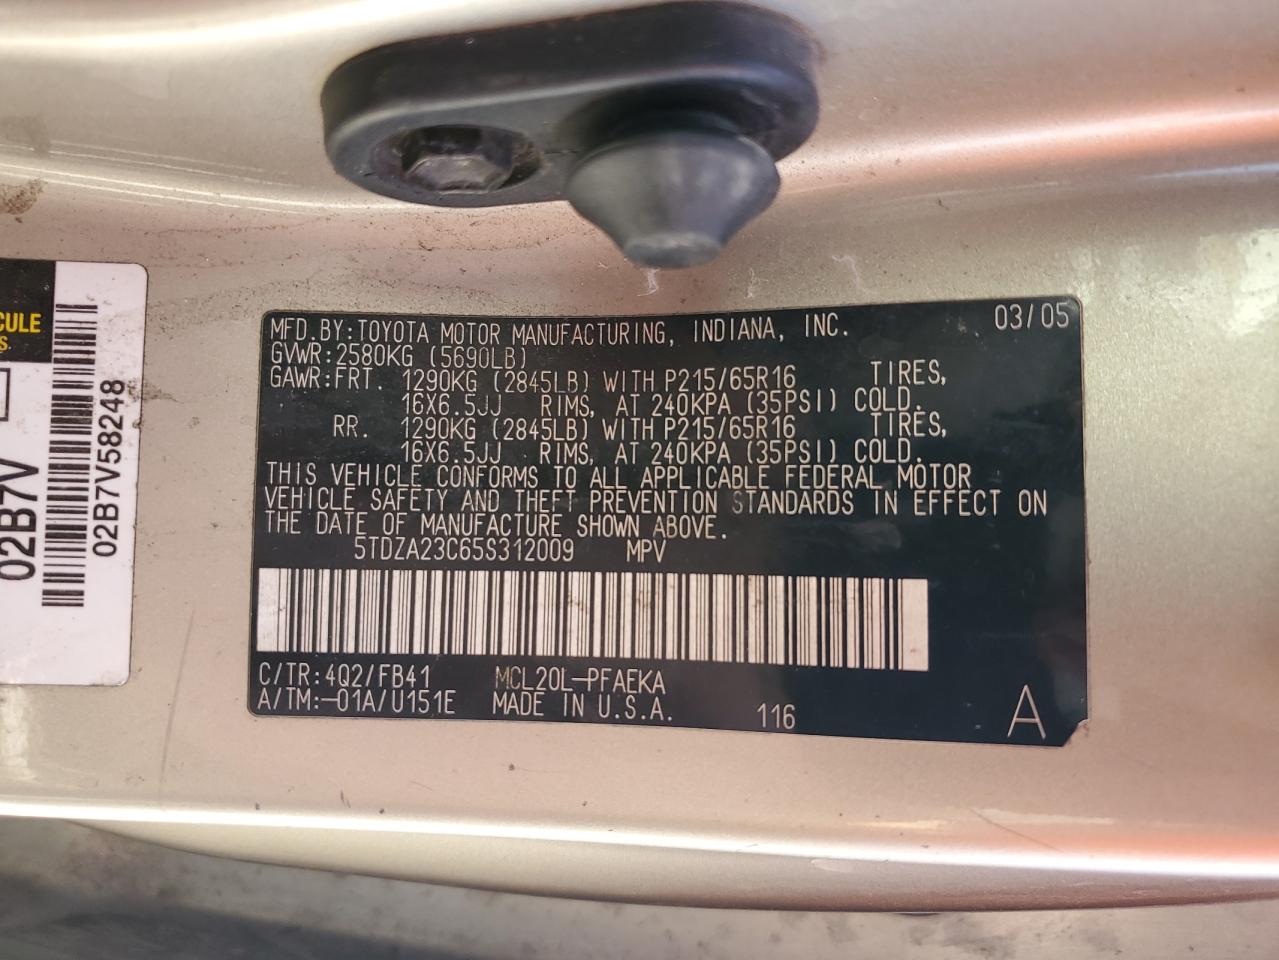 CULE
S
02B7V
02B7V58248
MFD.BY:TOYOTA MOTOR MANUFACTURING, INDIANA, INC. 03/05
GVWR:2580KG (5690LB)
GAWR:FRT. 1290KG (2845LB) WITH P215/65R16 TIRES,
16X6.5JJ RIMS, AT 240KPA (35PSI) COLD.
RR. 1290KG (2845LB) WITH P215/65R16 TIRES,
16X6.5JJ RIMS, AT 240KPA (35PSI) COLD.
THIS VEHICLE CONFORMS TO ALL APPLICABLE FEDERAL MOTOR
VEHICLE SAFETY AND THEFT PREVENTION STANDARDS IN EFFECT ON
THE DATE OF MANUFACTURE SHOWN ABOVE.
5TDZA23C65S312009 MPV
C/TR:4Q2/FB41 MCL20L-PFAEKA
A/TM:-01A/U151E MADE IN U.S.A. 116 A